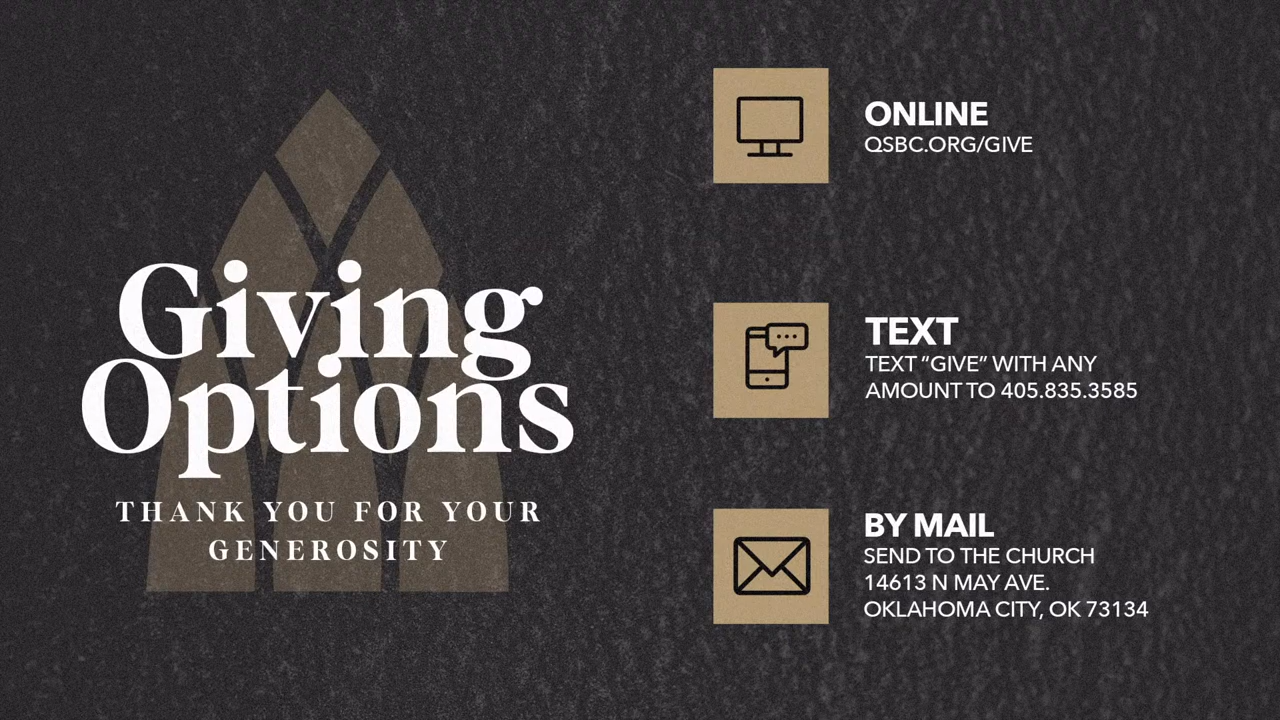 Giving
Options
THANK YOU FOR YOUR
GENEROSITY
ONLINE
QSBC.ORG/GIVE
TEXT
TEXT “GIVE” WITH ANY
AMOUNT TO 405.835.3585
BY MAIL
SEND TO THE CHURCH
14613 N MAY AVE.
OKLAHOMA CITY, OK 73134